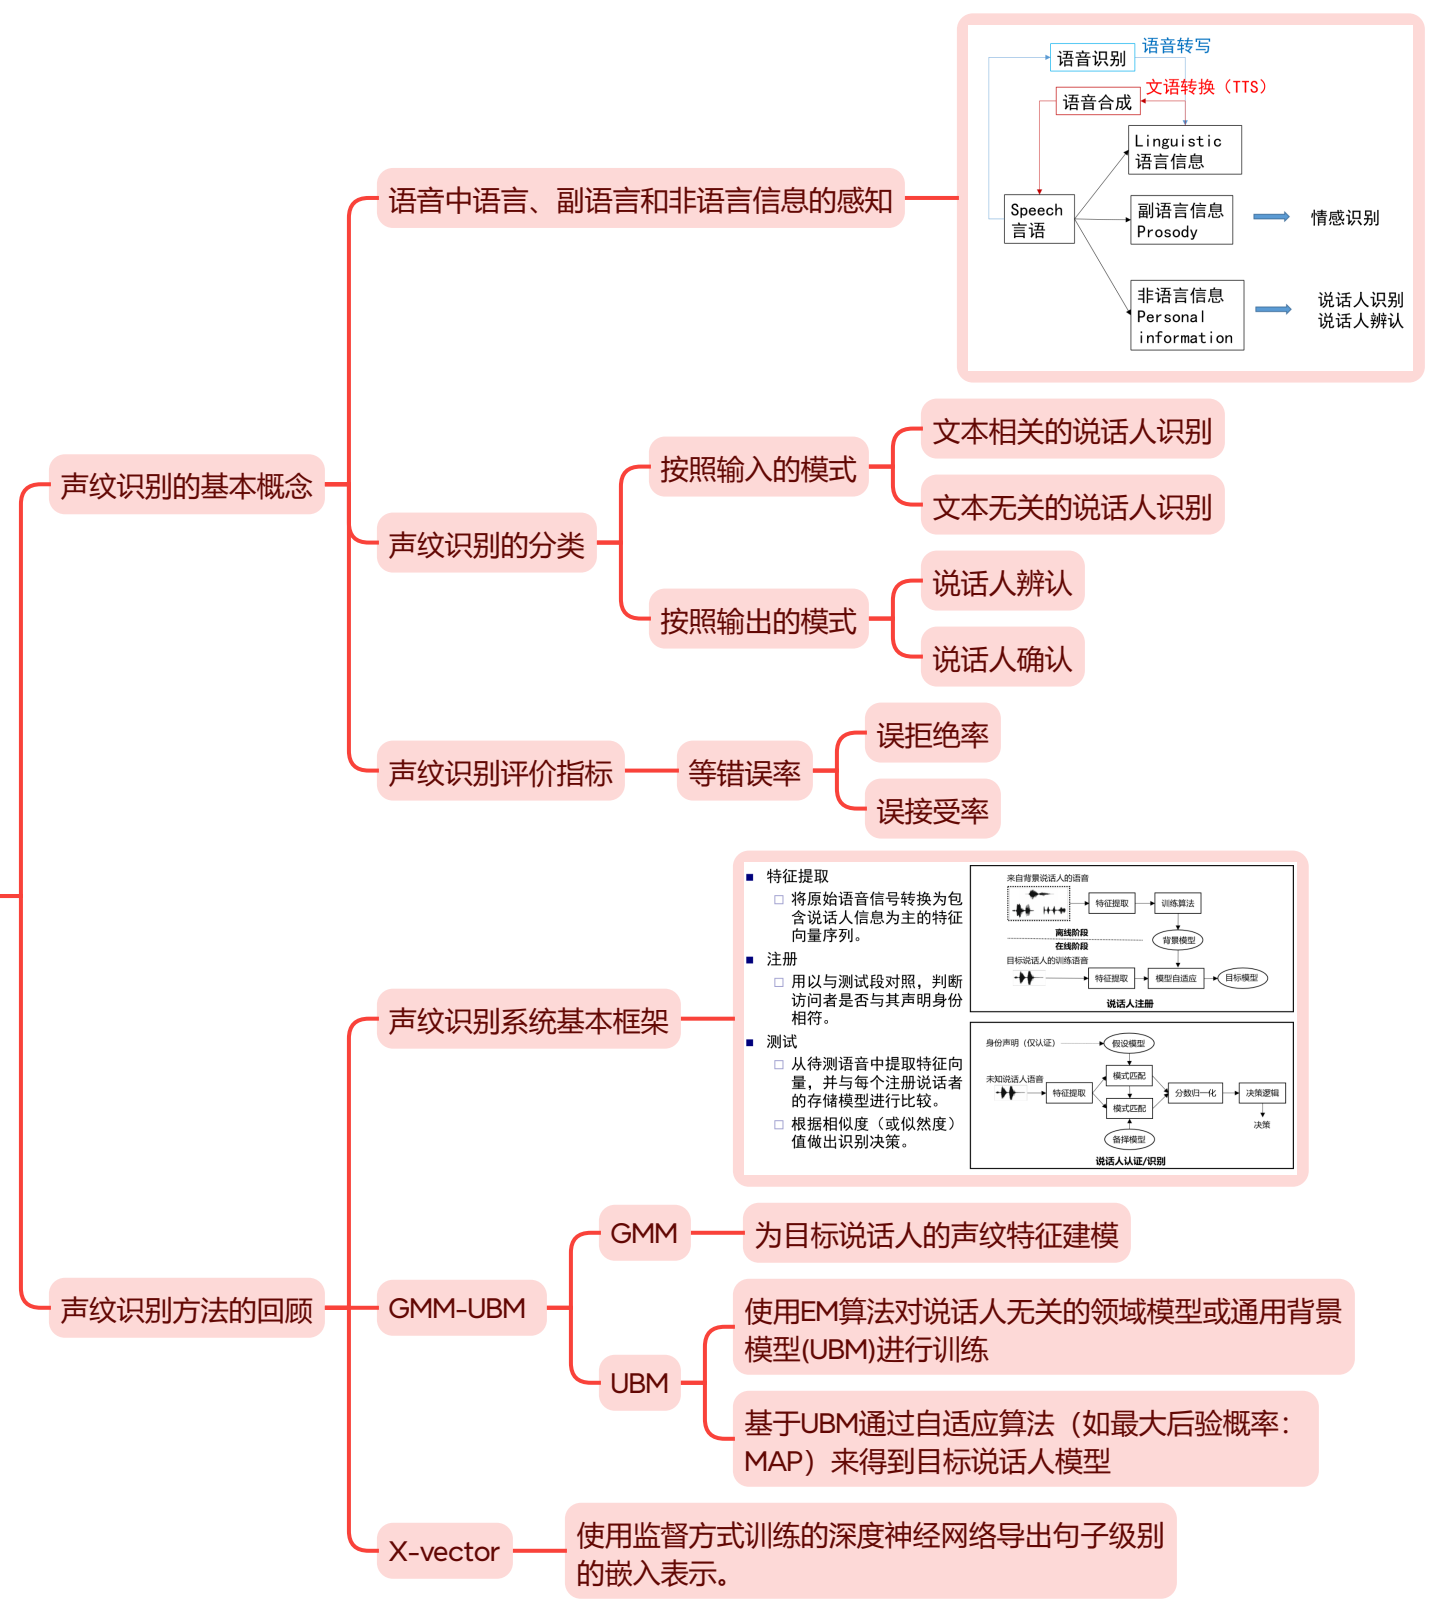 语音识别
语音转写
语音合成
文语转换（TTS）
Linguistic
语言信息
Speech
言语
副语言信息
Prosody
情感识别
非语言信息
Personal
information
说话人识别
说话人辨认
语音中语言、副语言和非语言信息的感知
声纹识别的基本概念
声纹识别的分类
按照输入的模式
文本相关的说话人识别
文本无关的说话人识别
按照输出的模式
说话人辨认
说话人确认
声纹识别评价指标
等错误率
误拒绝率
误接受率
声纹识别方法的回顾
声纹识别系统基本框架
特征提取
将原始语音信号转换为包
含说话人信息为主的特征
向量序列。
注册
用以与测试段对照，判断
访问者是否与其声明身份
相符。
测试
从待测语音中提取特征向
量，并与每个注册说话者
的存储模型进行比较。
根据相似度（或似然度）
值做出识别决策。
来自背景说话人的语音
特征提取
训练算法
离线阶段
在线阶段
背景模型
目标说话人的训练语音
特征提取
模型自适应
目标模型
说话人注册
身份声明（仅认证）
假设模型
模式匹配
未知说话人语音
特征提取
模式匹配
分数归一化
决策逻辑
决策
备择模型
说话人认证/识别
GMM-UBM
GMM
为目标说话人的声纹特征建模
UBM
使用EM算法对说话人无关的领域模型或通用背景
模型(UBM)进行训练
基于UBM通过自适应算法（如最大后验概率：
MAP）来得到目标说话人模型
X-vector
使用监督方式训练的深度神经网络导出句子级别
的嵌入表示。